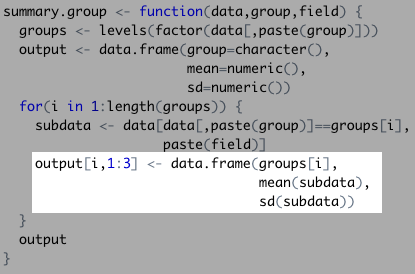 summary.group <- function(data,group,field) {
groups <- levels(factor(data[,paste(group)]))
output <- data.frame(group=character(),
mean=numeric(),
sd=numeric())
for(i in 1:length(groups)) {
subdata <- data[data[,paste(group)]==groups[i],
paste(field)]
output[i,1:3] <- data.frame(groups[i],
mean(subdata),
sd(subdata))
}
output
}